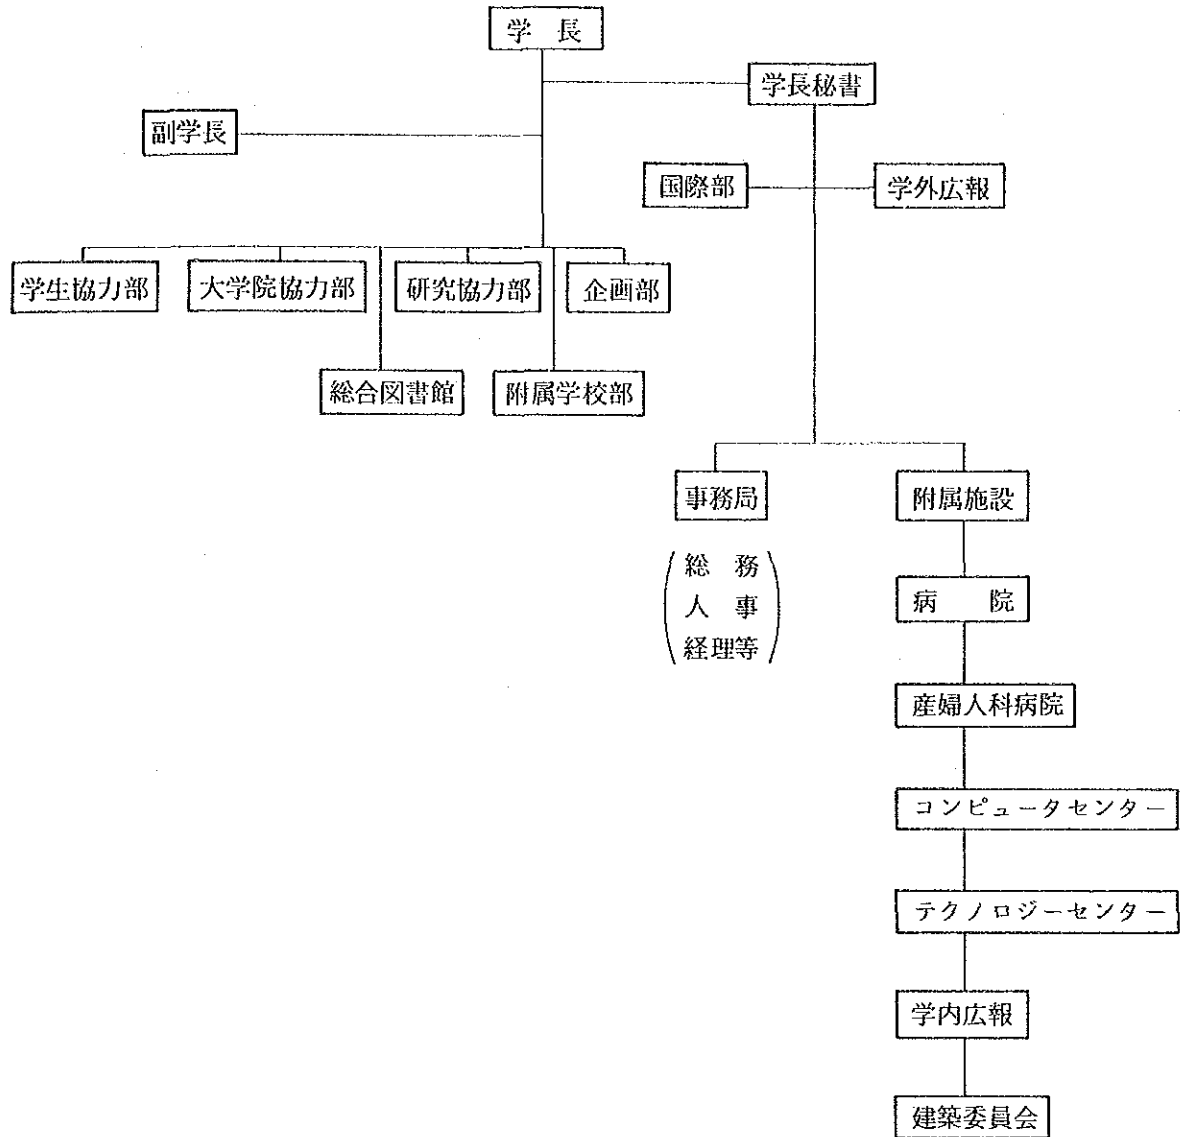 学 長
学長秘書
副学長
国際部
学外広報
学生協力部
大学院協力部
研究協力部
企画部
総合図書館
附属学校部
事務局
附属施設
総 務
人 事
経理等
病 院
産婦人科病院
コンピュータセンター
テクノロジーセンター
学内広報
建築委員会